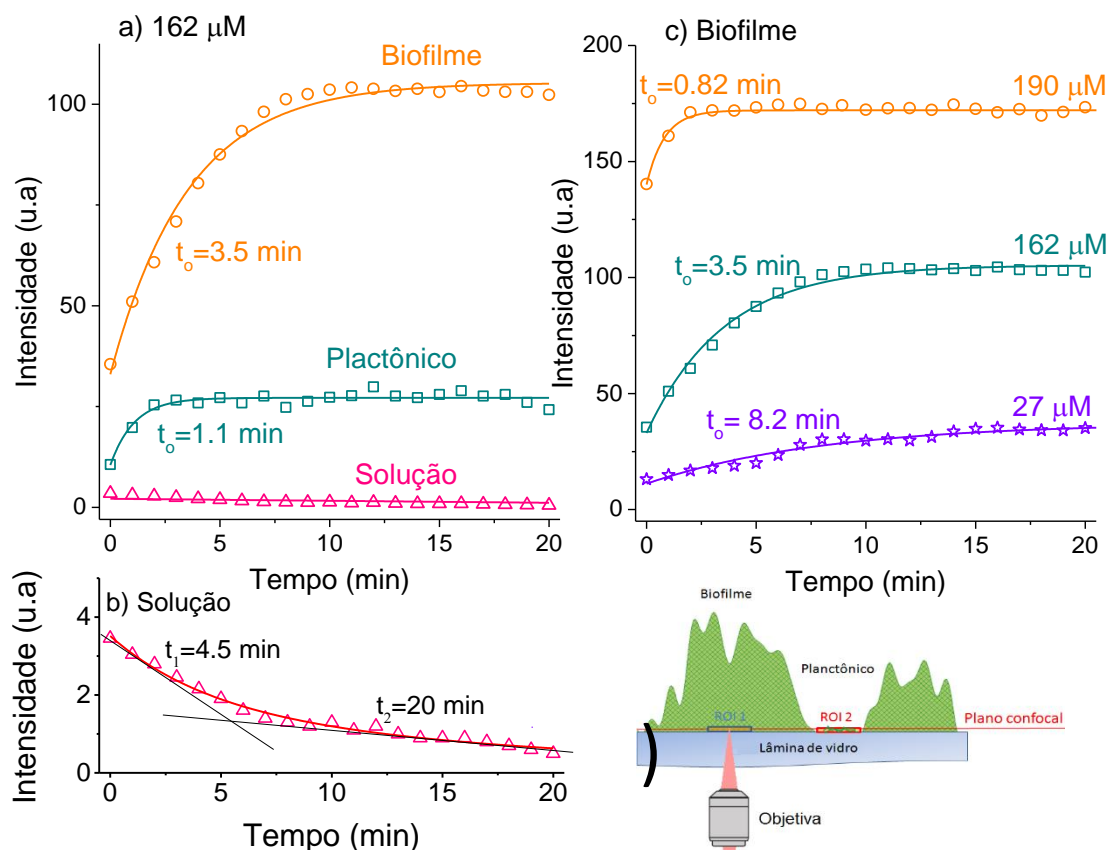 a) 162 μM
Biofilme
t_o=3.5 min
Plactônico
t_o=1.1 min
Solução
100
50
0
Intensidade (u.a)
0 5 10 15 20
Tempo (min)
c) Biofilme
t_o=0.82 min
190 μM
t_o=3.5 min
162 μM
t_o= 8.2 min
27 μM
200
150
100
50
0
Intensidade (u.a)
0 5 10 15 20
Tempo (min)
b) Solução
t_1=4.5 min
t_2=20 min
4
2
0
Intensidade (u.a)
0 5 10 15 20
Tempo (min)
Biofilme
Planctônico
ROI 1
ROI 2
Plano confocal
Lâmina de vidro
)
Objetiva